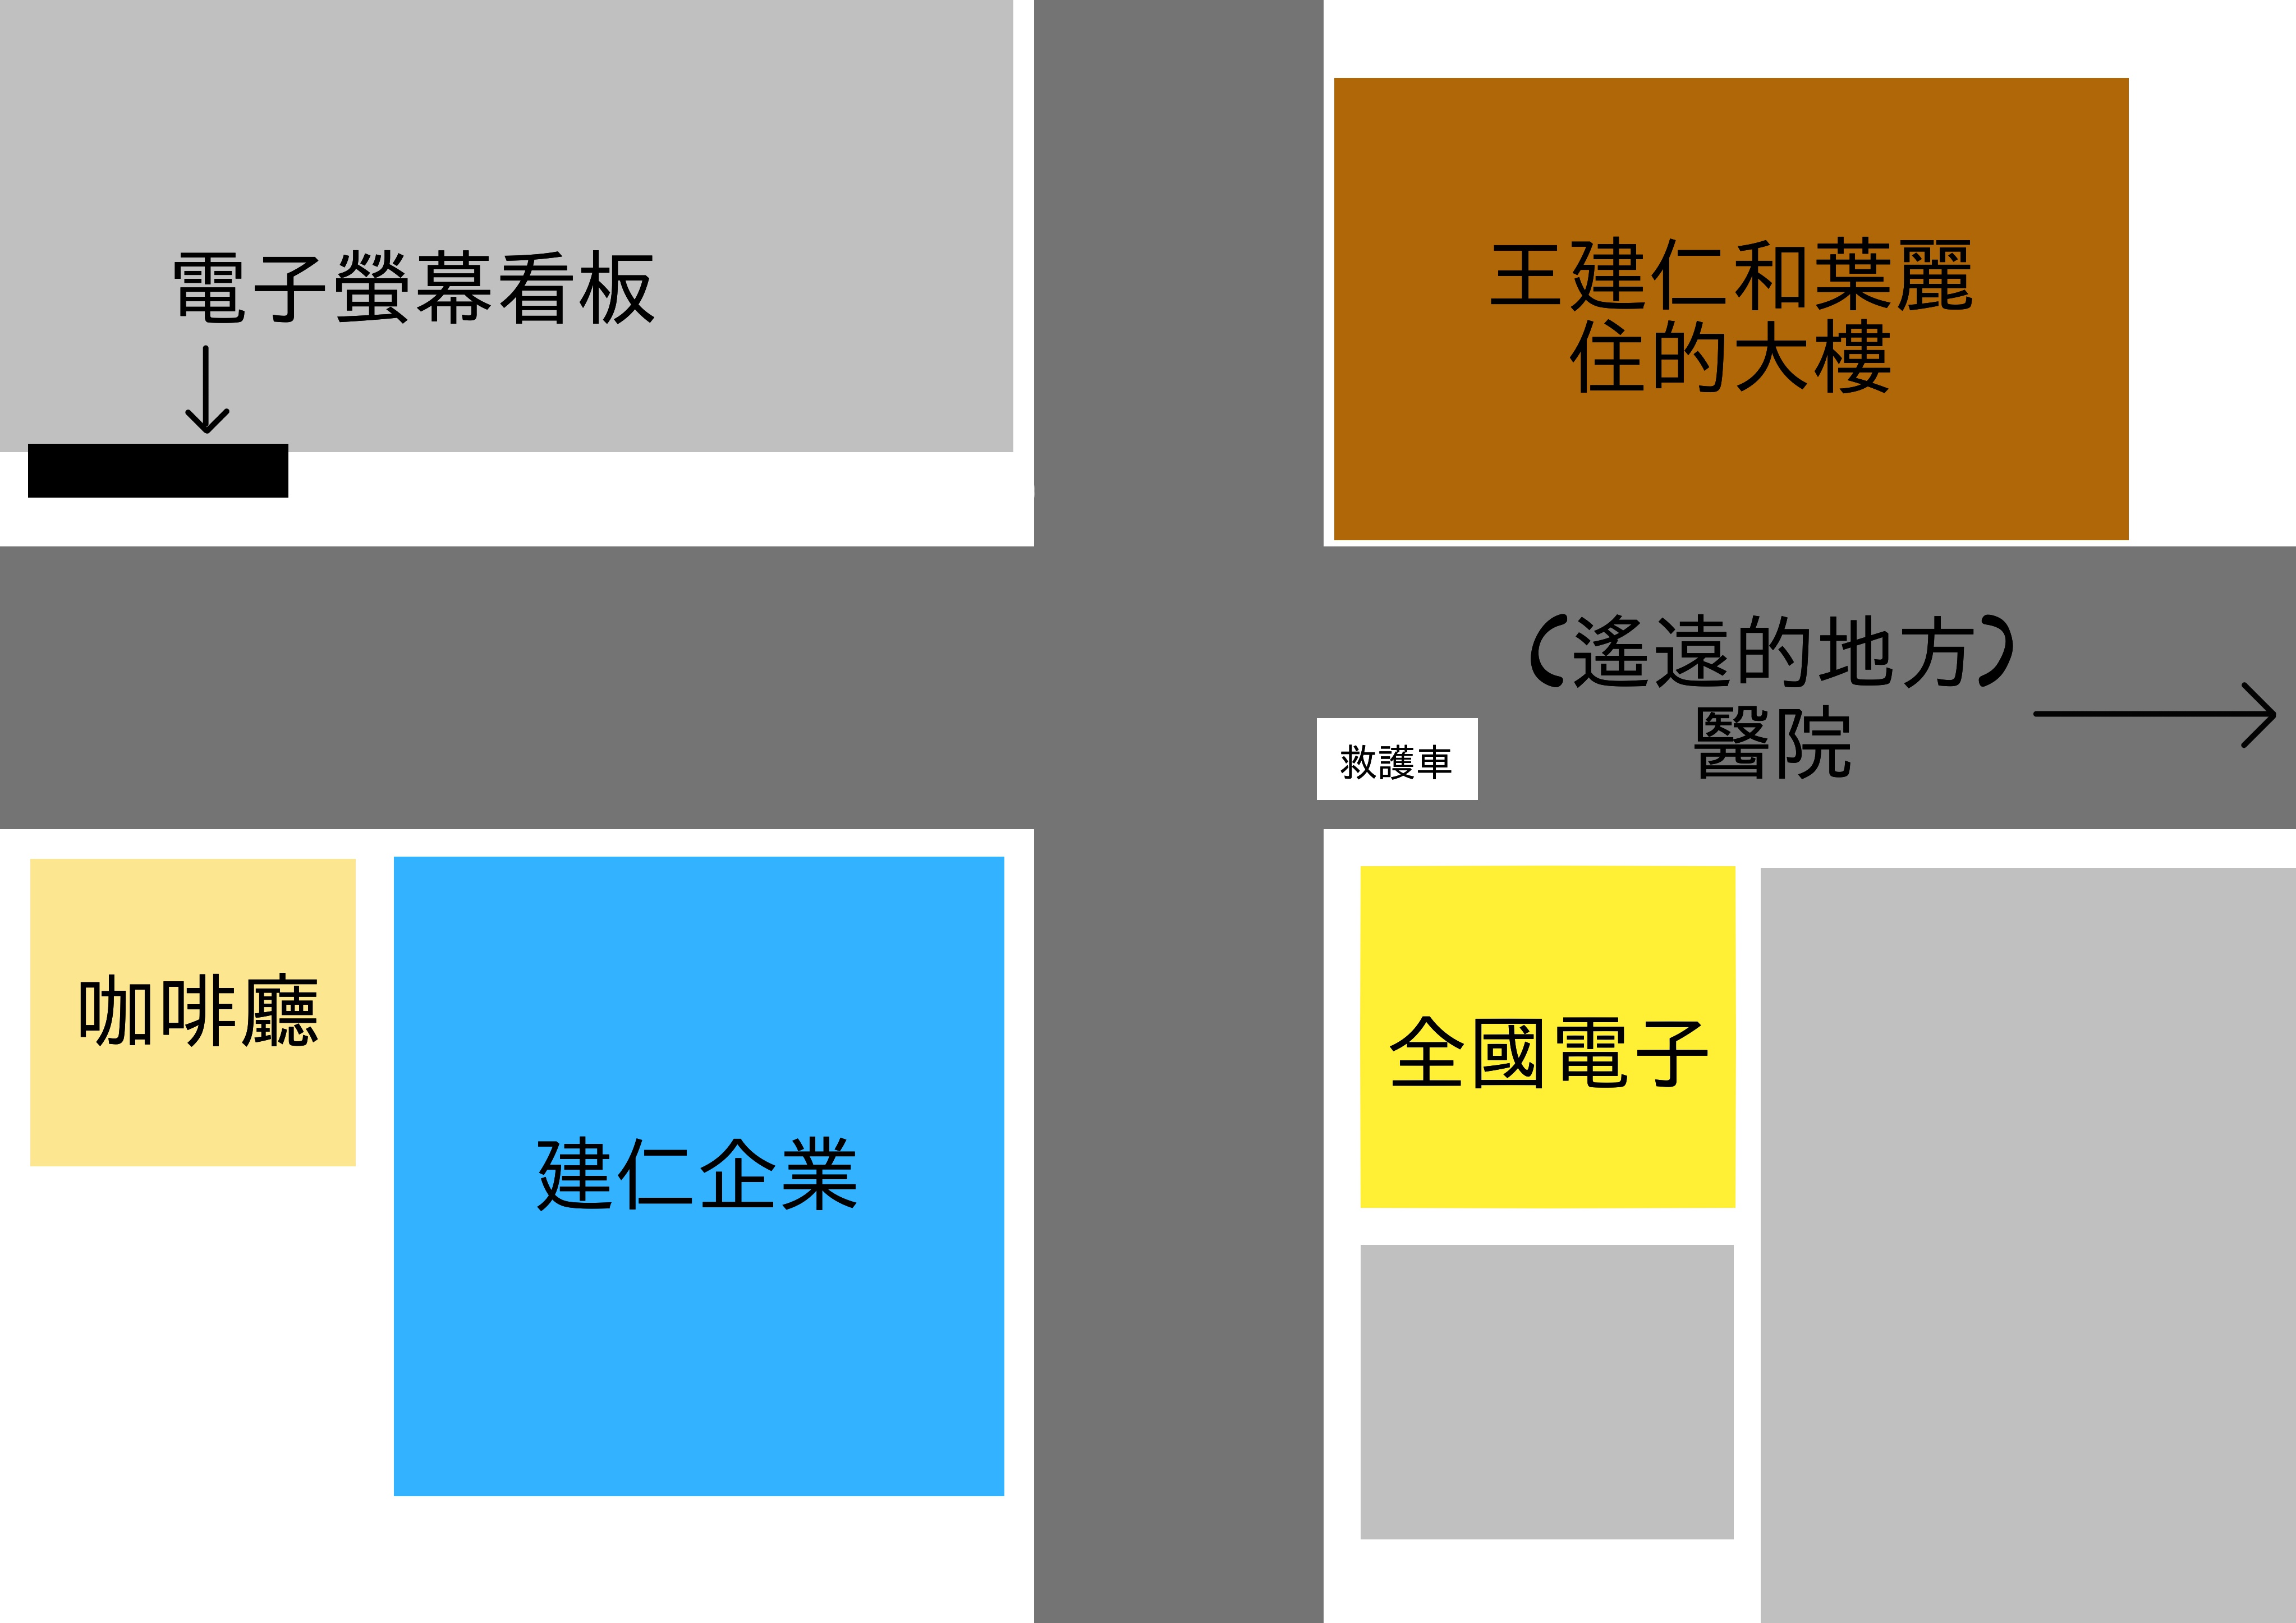 電子螢幕看板
王建仁和葉靈
住的大樓
（遙遠的地方）
醫院
救護車
咖啡廳
全國電子
建仁企業